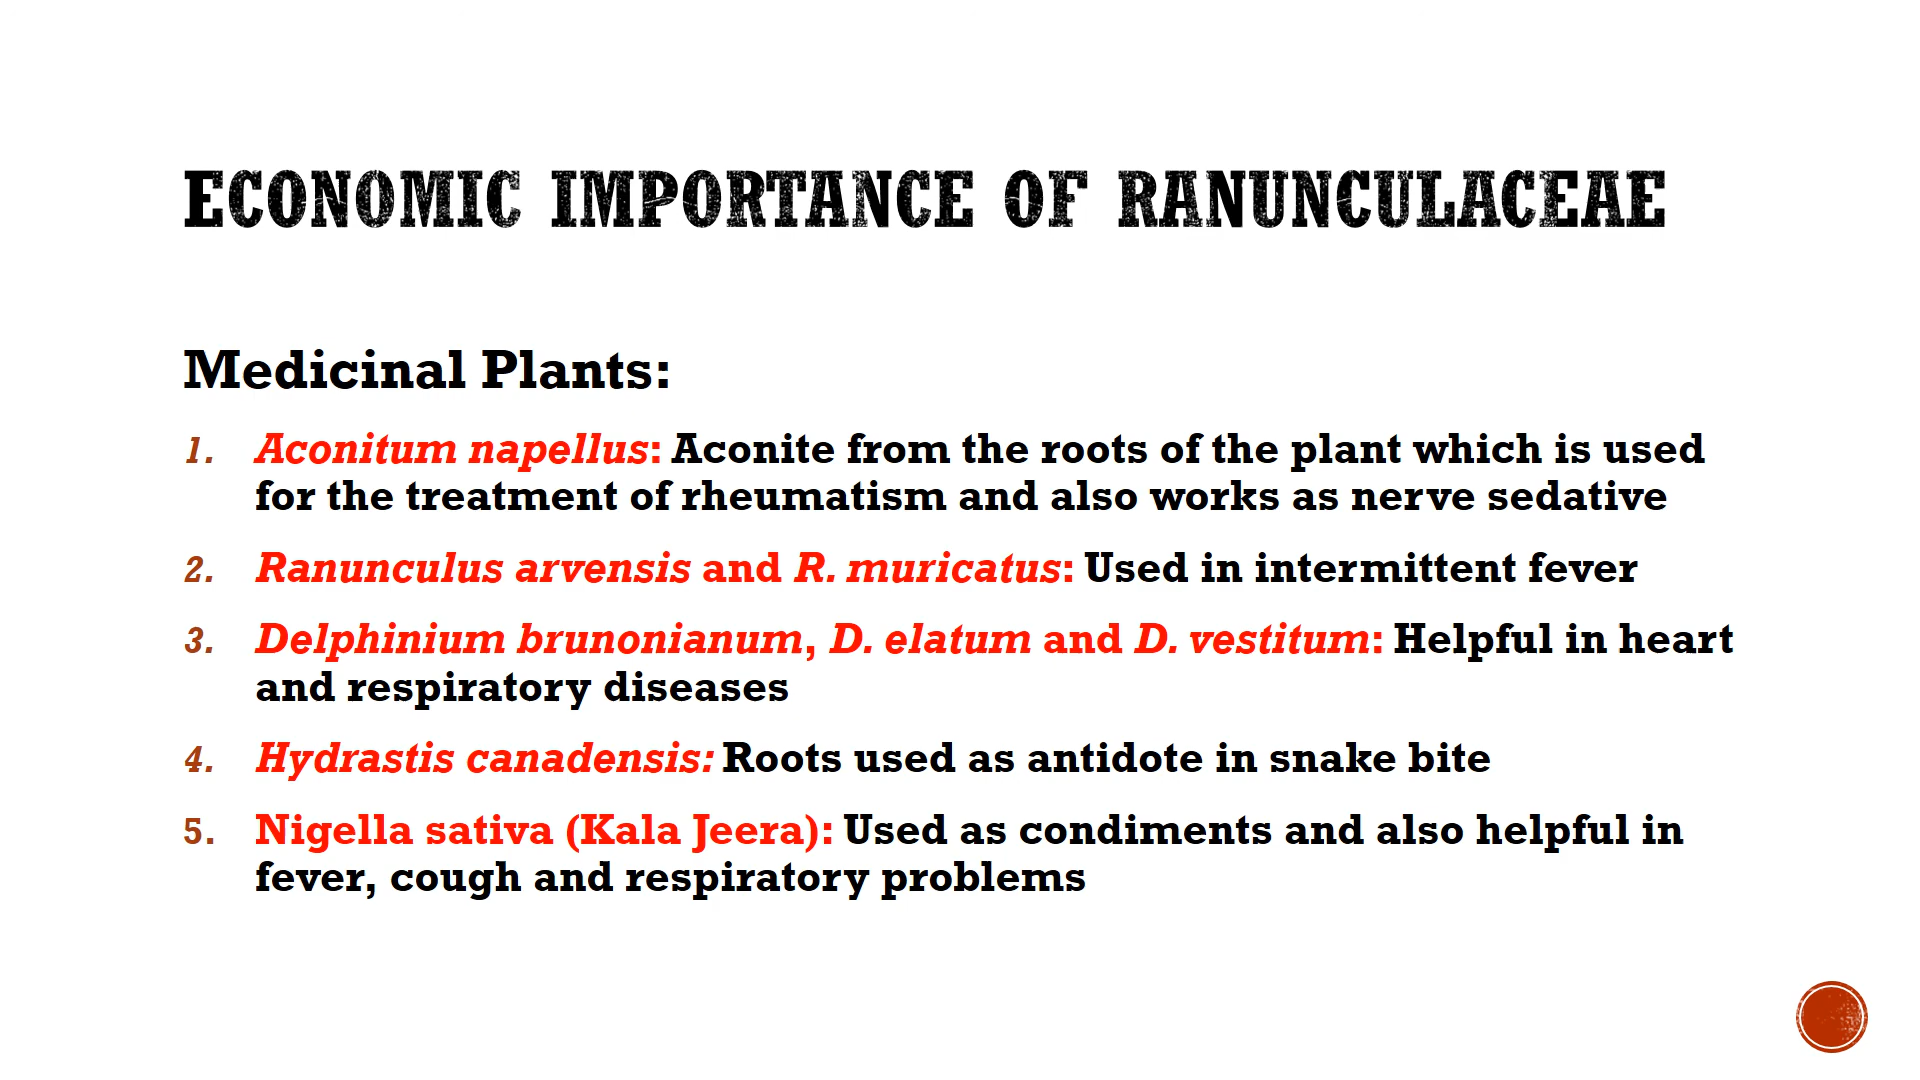 ECONOMIC IMPORTANCE OF RANUNCULACEAE
Medicinal Plants:
1. Aconitum napellus: Aconite from the roots of the plant which is used
for the treatment of rheumatism and also works as nerve sedative
2. Ranunculus arvensis and R. muricatus: Used in intermittent fever
3. Delphinium brunonianum, D. elatum and D. vestitum: Helpful in heart
and respiratory diseases
4. Hydrastis canadensis: Roots used as antidote in snake bite
5. Nigella sativa (Kala Jeera): Used as condiments and also helpful in
fever, cough and respiratory problems